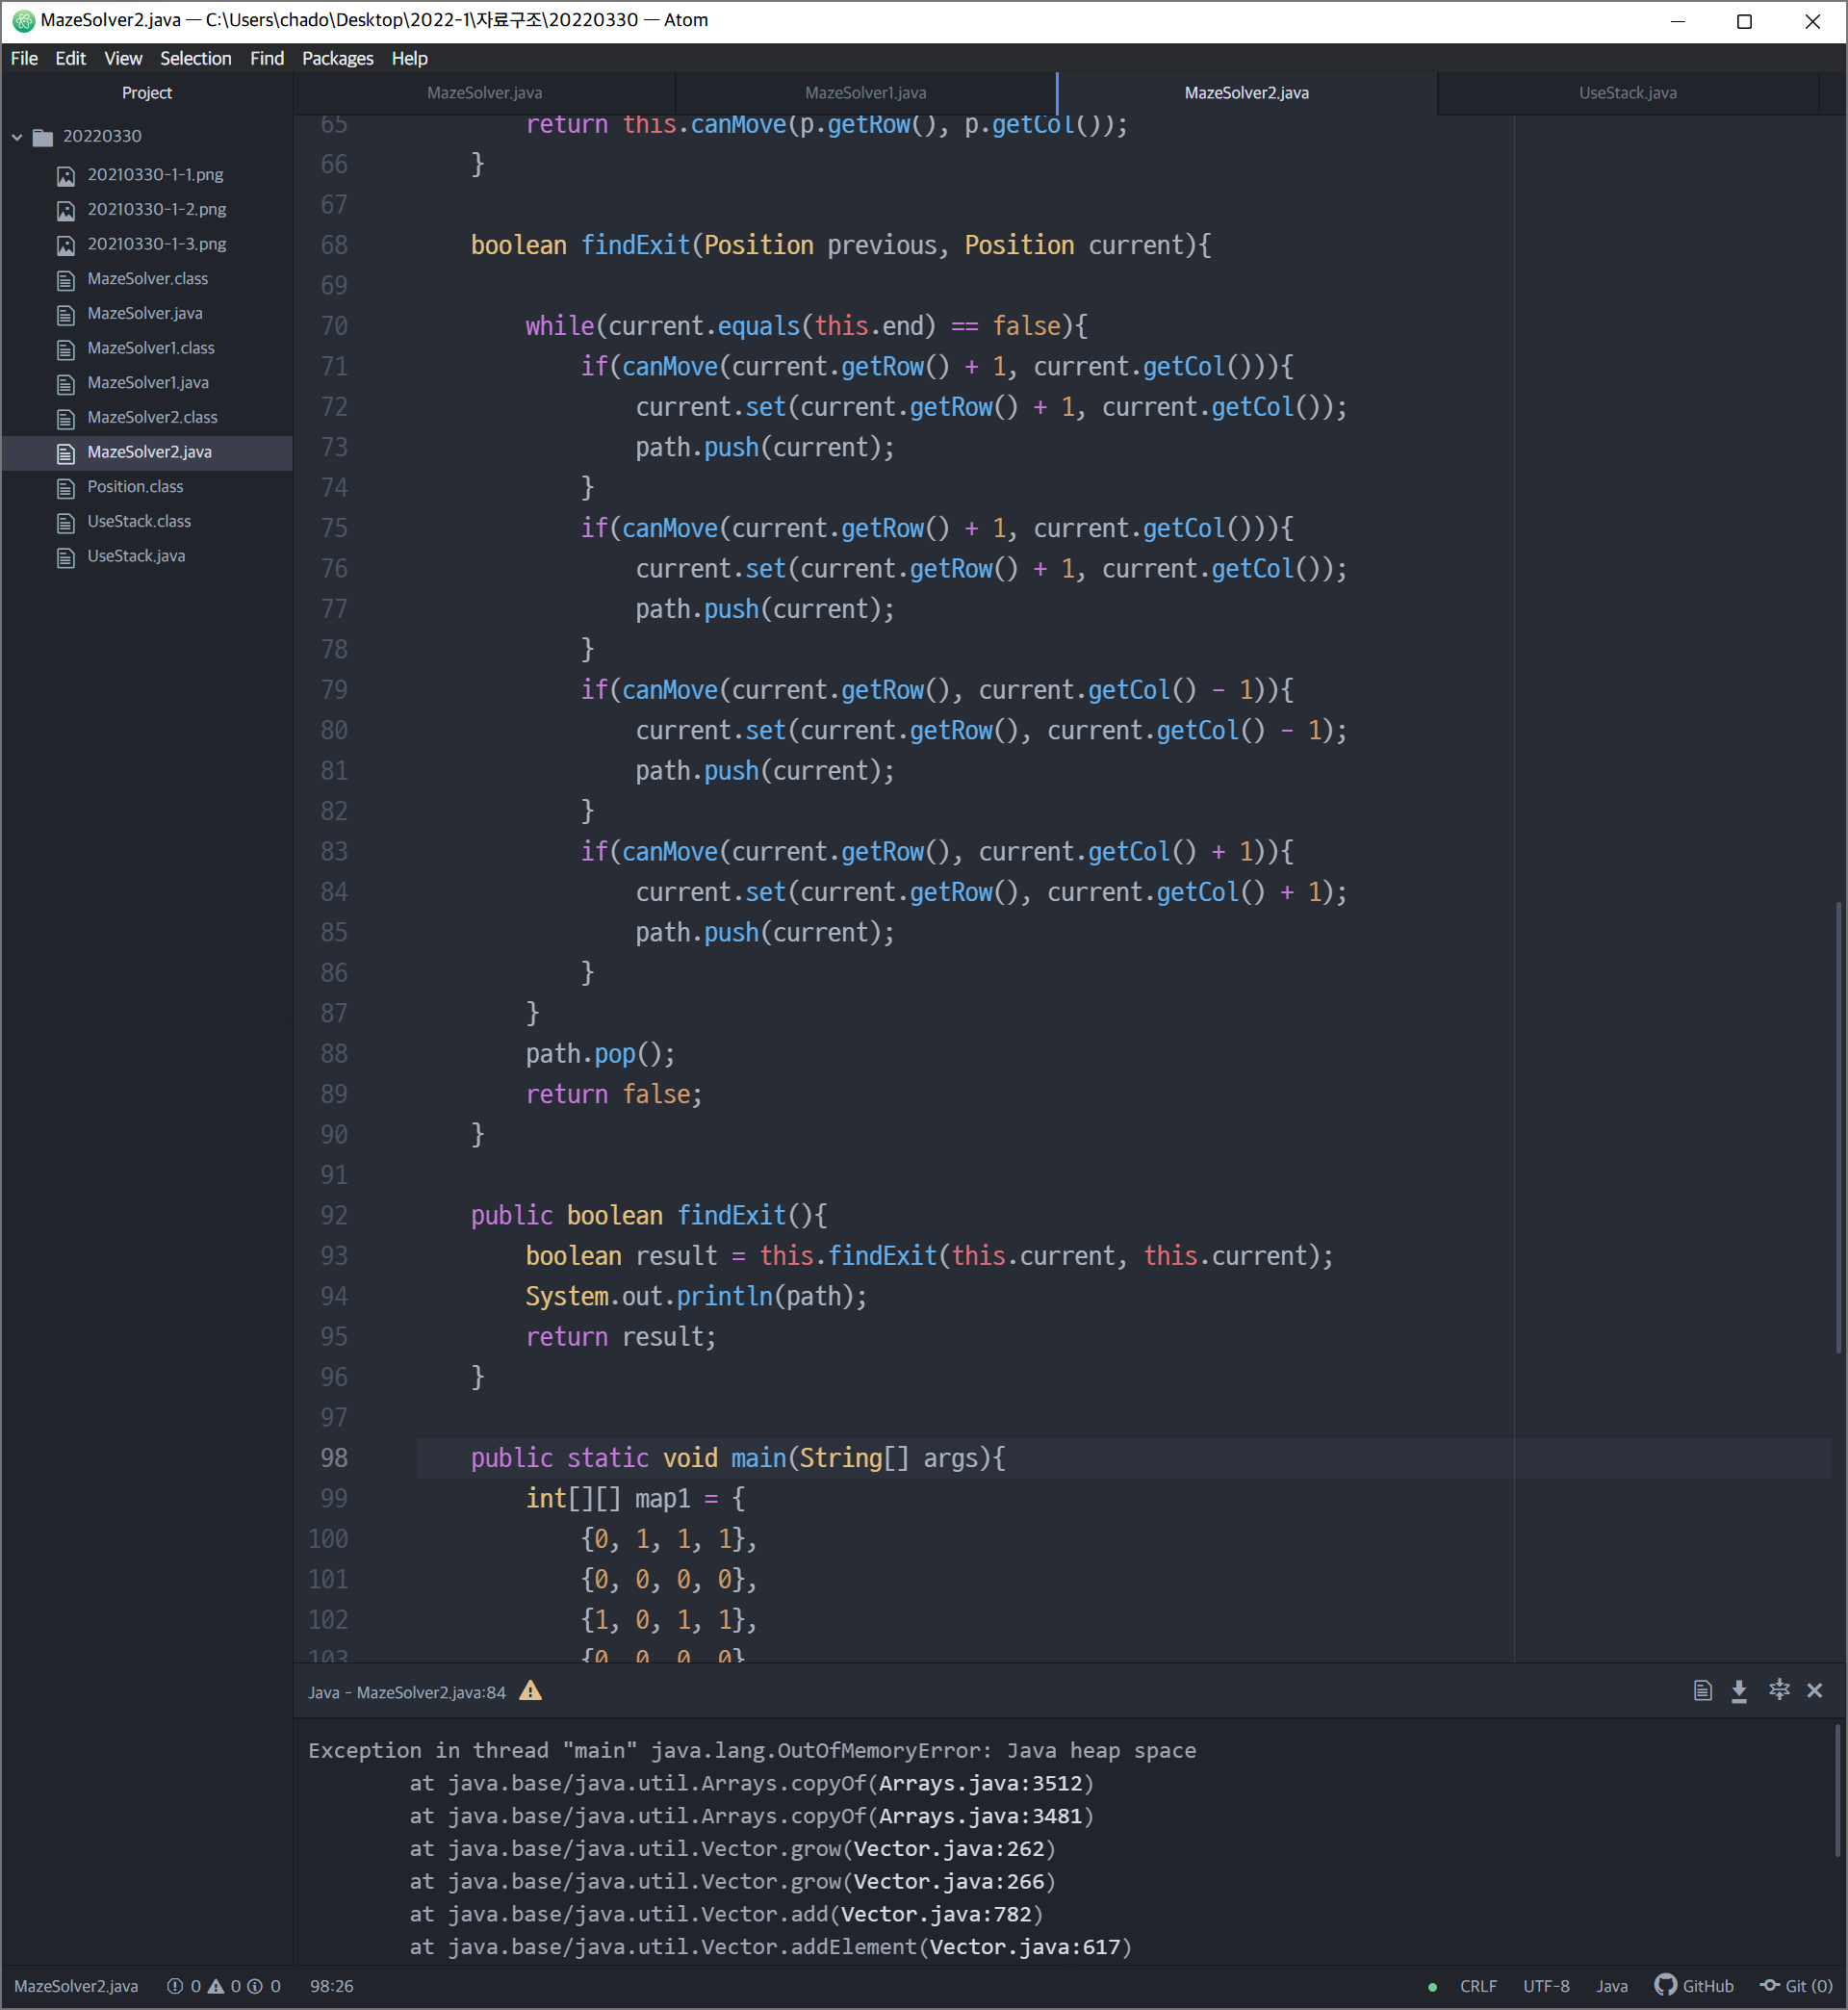 MazeSolver2.java — C:\Users\chado\Desktop\2022-1\자료구조\20220330 — Atom
File Edit View Selection Find Packages Help
Project
20220330
20210330-1-1.png
20210330-1-2.png
20210330-1-3.png
MazeSolver.class
MazeSolver.java
MazeSolver1.class
MazeSolver1.java
MazeSolver2.class
MazeSolver2.java
Position.class
UseStack.class
UseStack.java
MazeSolver.java MazeSolver1.java MazeSolver2.java UseStack.java
65 return this.canMove(p.getRow(), p.getCol());
66 }
67
68 boolean findExit(Position previous, Position current){
69
70 while(current.equals(this.end) == false){
71 if(canMove(current.getRow() + 1, current.getCol())){
72 current.set(current.getRow() + 1, current.getCol());
73 path.push(current);
74 }
75 if(canMove(current.getRow() + 1, current.getCol())){
76 current.set(current.getRow() + 1, current.getCol());
77 path.push(current);
78 }
79 if(canMove(current.getRow(), current.getCol() - 1)){
80 current.set(current.getRow(), current.getCol() - 1);
81 path.push(current);
82 }
83 if(canMove(current.getRow(), current.getCol() + 1)){
84 current.set(current.getRow(), current.getCol() + 1);
85 path.push(current);
86 }
87 }
88 path.pop();
89 return false;
90 }
91
92 public boolean findExit(){
93 boolean result = this.findExit(this.current, this.current);
94 System.out.println(path);
95 return result;
96 }
97
98 public static void main(String[] args){
99 int[][] map1 = {
100 {0, 1, 1, 1},
101 {0, 0, 0, 0},
102 {1, 0, 1, 1},
103 {0, 0, 0, 0}
Java - MazeSolver2.java:84
Exception in thread "main" java.lang.OutOfMemoryError: Java heap space
at java.base/java.util.Arrays.copyOf(Arrays.java:3512)
at java.base/java.util.Arrays.copyOf(Arrays.java:3481)
at java.base/java.util.Vector.grow(Vector.java:262)
at java.base/java.util.Vector.grow(Vector.java:266)
at java.base/java.util.Vector.add(Vector.java:782)
at java.base/java.util.Vector.addElement(Vector.java:617)
MazeSolver2.java 0 0 0 98:26 CRLF UTF-8 Java GitHub Git (0)